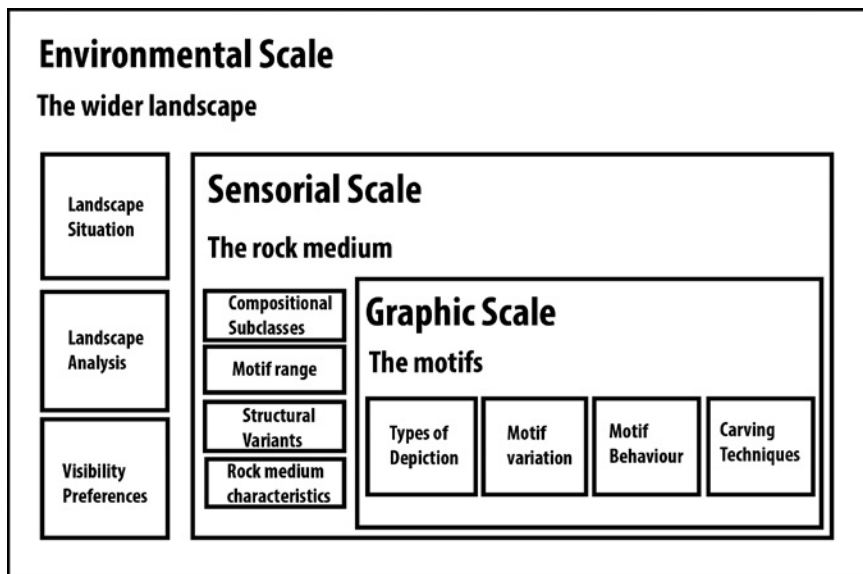 Environmental Scale
The wider landscape
Landscape
Situation
Landscape
Analysis
Visibility
Preferences
Sensorial Scale
The rock medium
Compositional
Subclasses
Motif range
Structural
Variants
Rock medium
characteristics
Graphic Scale
The motifs
Types of
Depiction
Motif
variation
Motif
Behaviour
Carving
Techniques